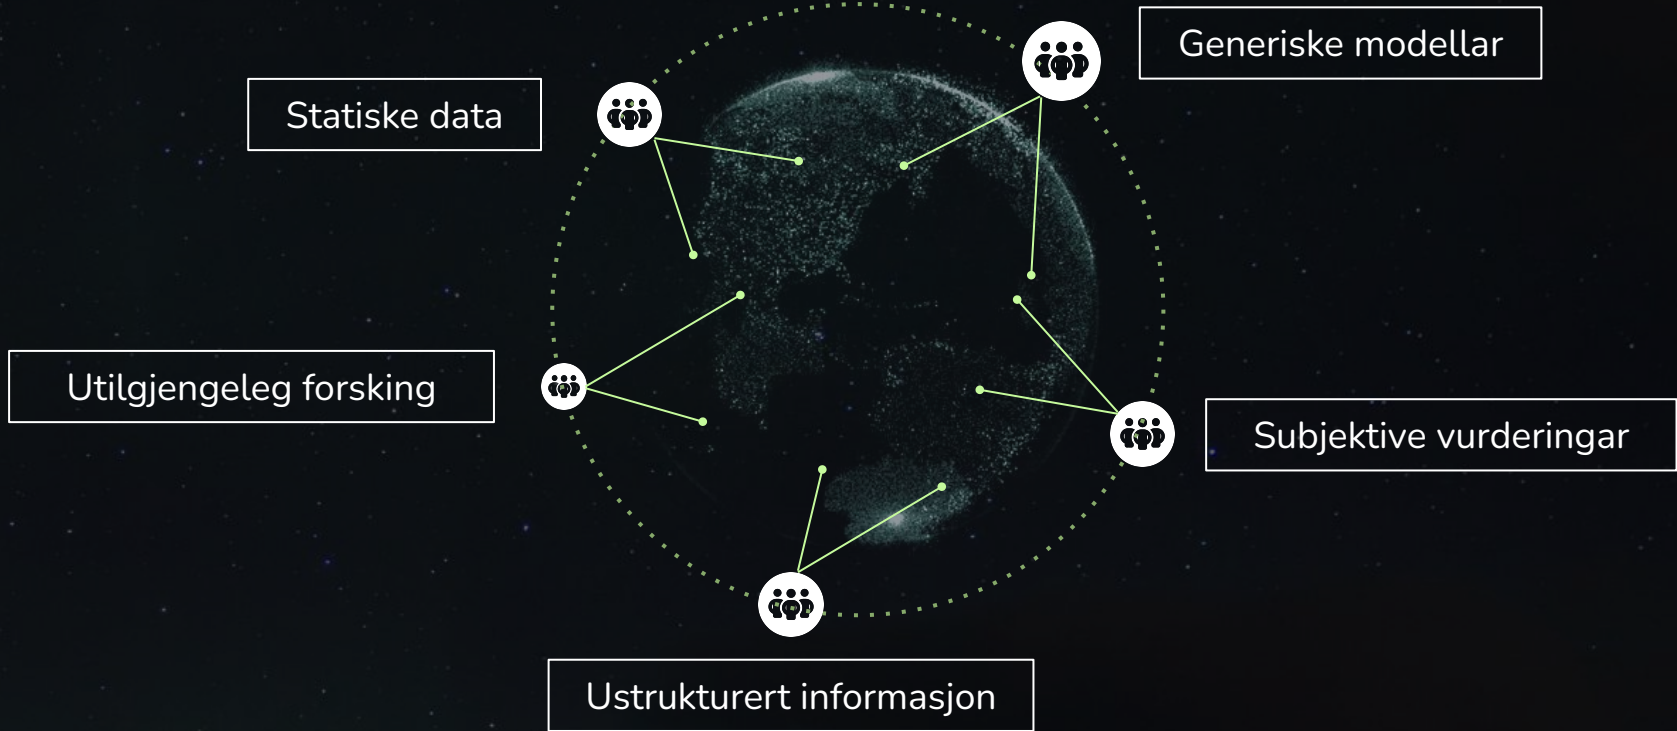 Generiske modellar
Statiske data
Utilgjengeleg forsking
Subjektive vurderingar
Ustrukturert informasjon